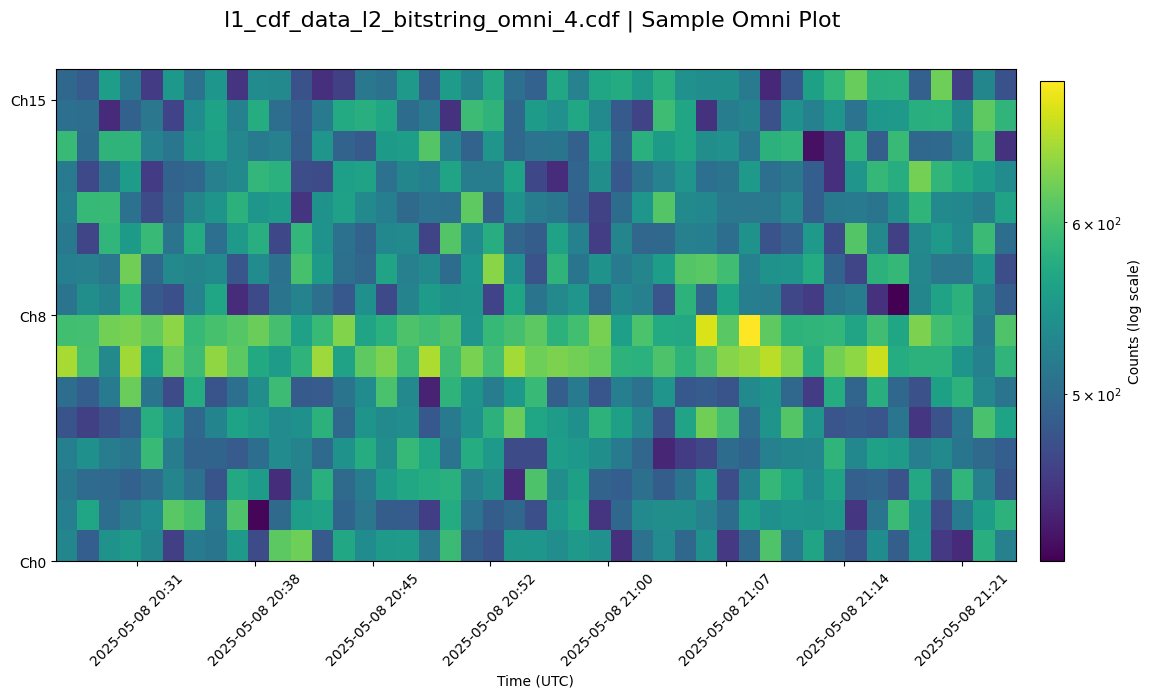 l1_cdf_data_l2_bitstring_omni_4.cdf | Sample Omni Plot
Ch15
Ch8
Ch0
6 × 10²
5 × 10²
Counts (log scale)
2025-05-08 20:31
2025-05-08 20:38
2025-05-08 20:45
2025-05-08 20:52
2025-05-08 21:00
2025-05-08 21:07
2025-05-08 21:14
2025-05-08 21:21
Time (UTC)